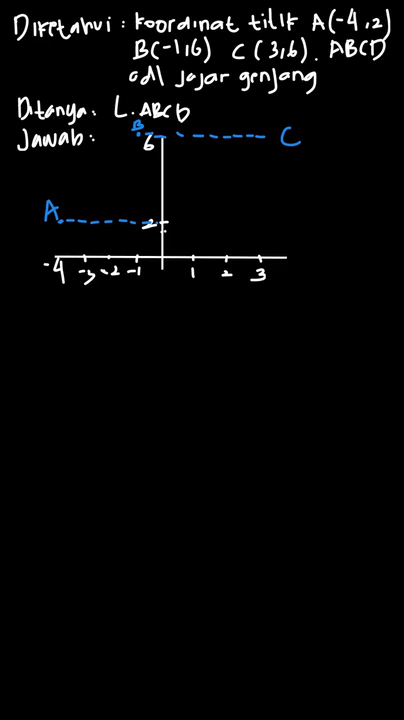 Diketahui : Koordinat titik A(-4,2)
B(-1,6) C(3,6). ABCD
adl jajar genjang
Ditanya: L.ABCD
Jawab:
B
6
C
A
2
-4 -3 -2 -1 1 2 3